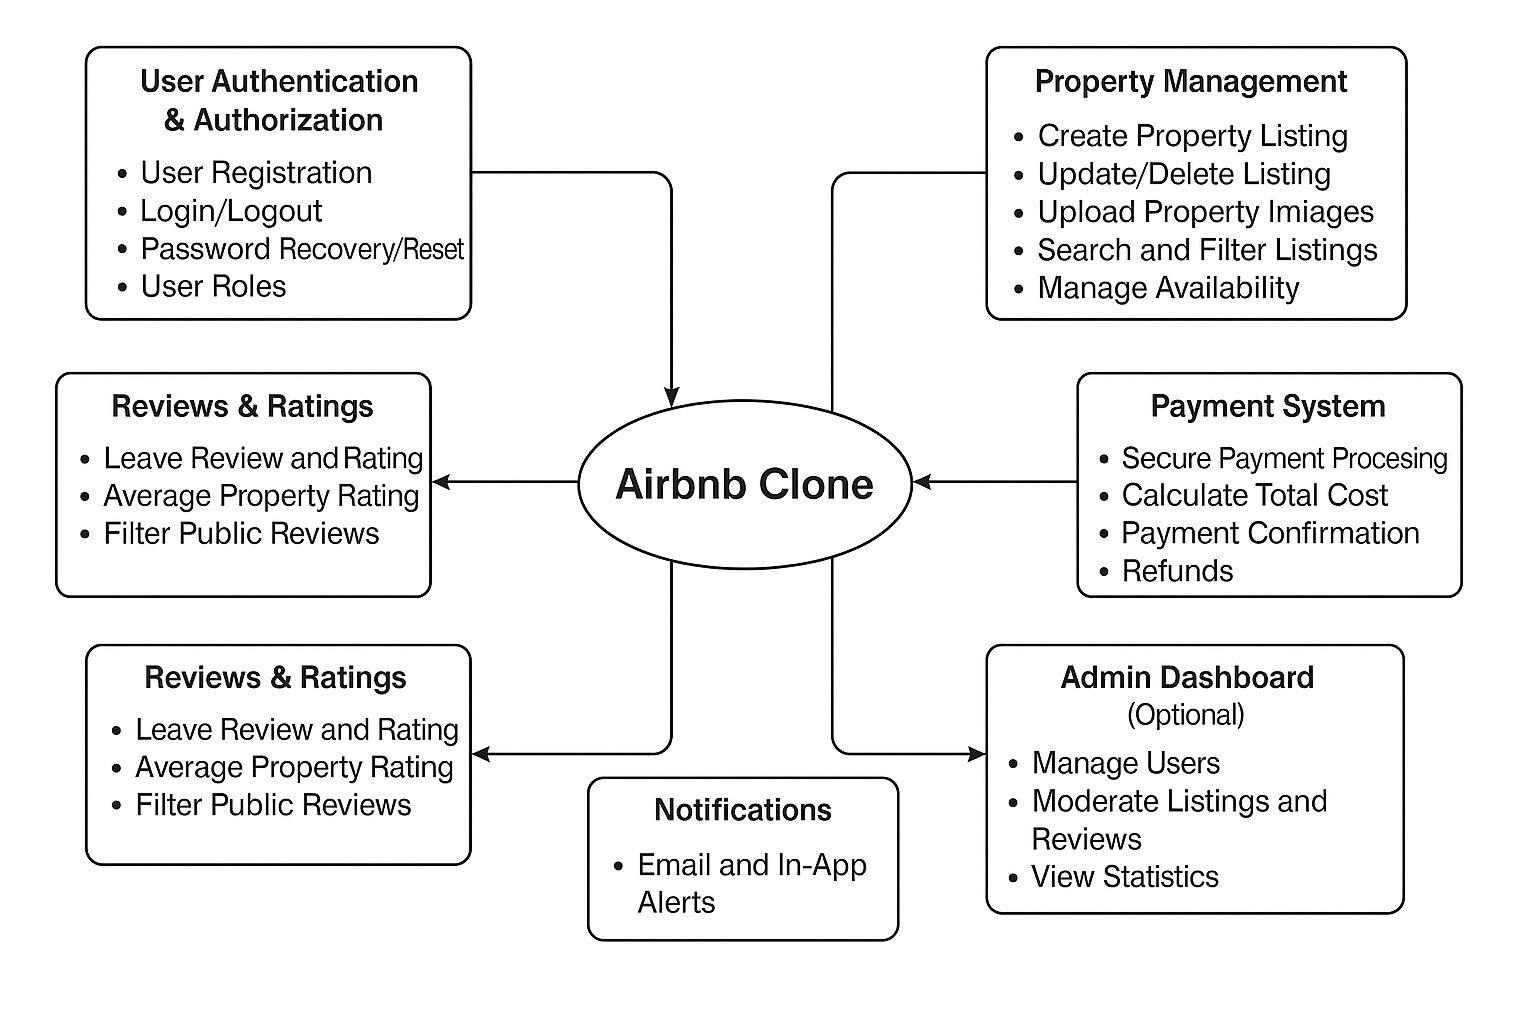 User Authentication
& Authorization
• User Registration
• Login/Logout
• Password Recovery/Reset
• User Roles
Property Management
• Create Property Listing
• Update/Delete Listing
• Upload Property Imiages
• Search and Filter Listings
• Manage Availability
Reviews & Ratings
• Leave Review and Rating
• Average Property Rating
• Filter Public Reviews
Airbnb Clone
Payment System
• Secure Payment Procesing
• Calculate Total Cost
• Payment Confirmation
• Refunds
Reviews & Ratings
• Leave Review and Rating
• Average Property Rating
• Filter Public Reviews
Notifications
• Email and In-App
Alerts
Admin Dashboard
(Optional)
• Manage Users
• Moderate Listings and
Reviews
• View Statistics